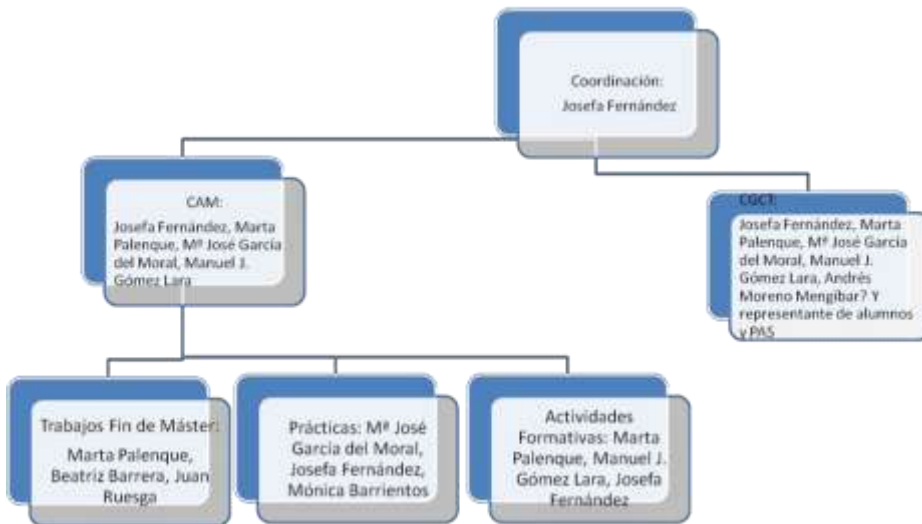 Coordinación:
Josefa Fernández
CAM:
Josefa Fernández, Marta
Palenque, Mª José García
del Moral, Manuel J.
Gómez Lara
CGCT:
Josefa Fernández, Marta
Palenque, Mª José García
del Moral, Manuel J.
Gómez Lara, Andrés
Moreno Mengíbar? Y
representante de alumnos
y PAS
Trabajos Fin de Máster:
Marta Palenque,
Beatriz Barrera, Juan
Ruesga
Prácticas: Mª José
García del Moral,
Josefa Fernández,
Mónica Barrientos
Actividades
Formativas: Marta
Palenque, Manuel J.
Gómez Lara, Josefa
Fernández